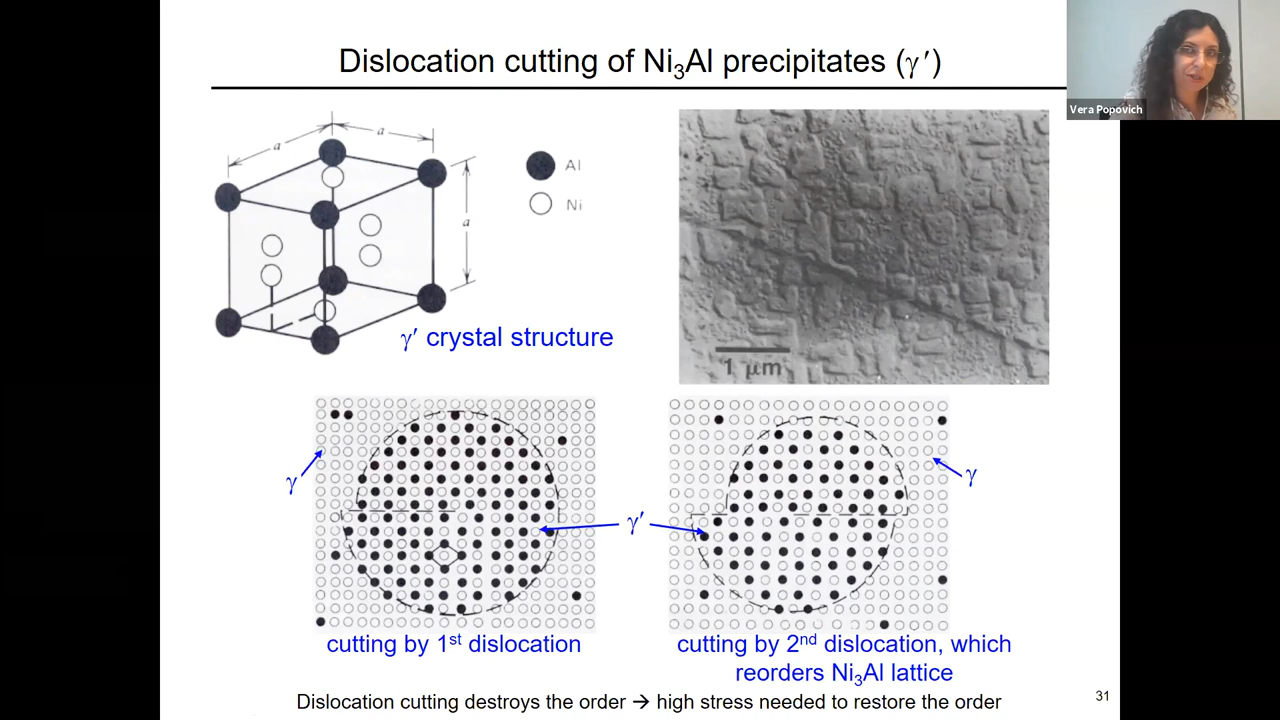 Dislocation cutting of Ni₃Al precipitates (γ′)
Vera Popovich
a
a
a
Al
Ni
γ′ crystal structure
1 μm
γ
γ′
γ
cutting by 1st dislocation
cutting by 2nd dislocation, which
reorders Ni₃Al lattice
Dislocation cutting destroys the order → high stress needed to restore the order
31